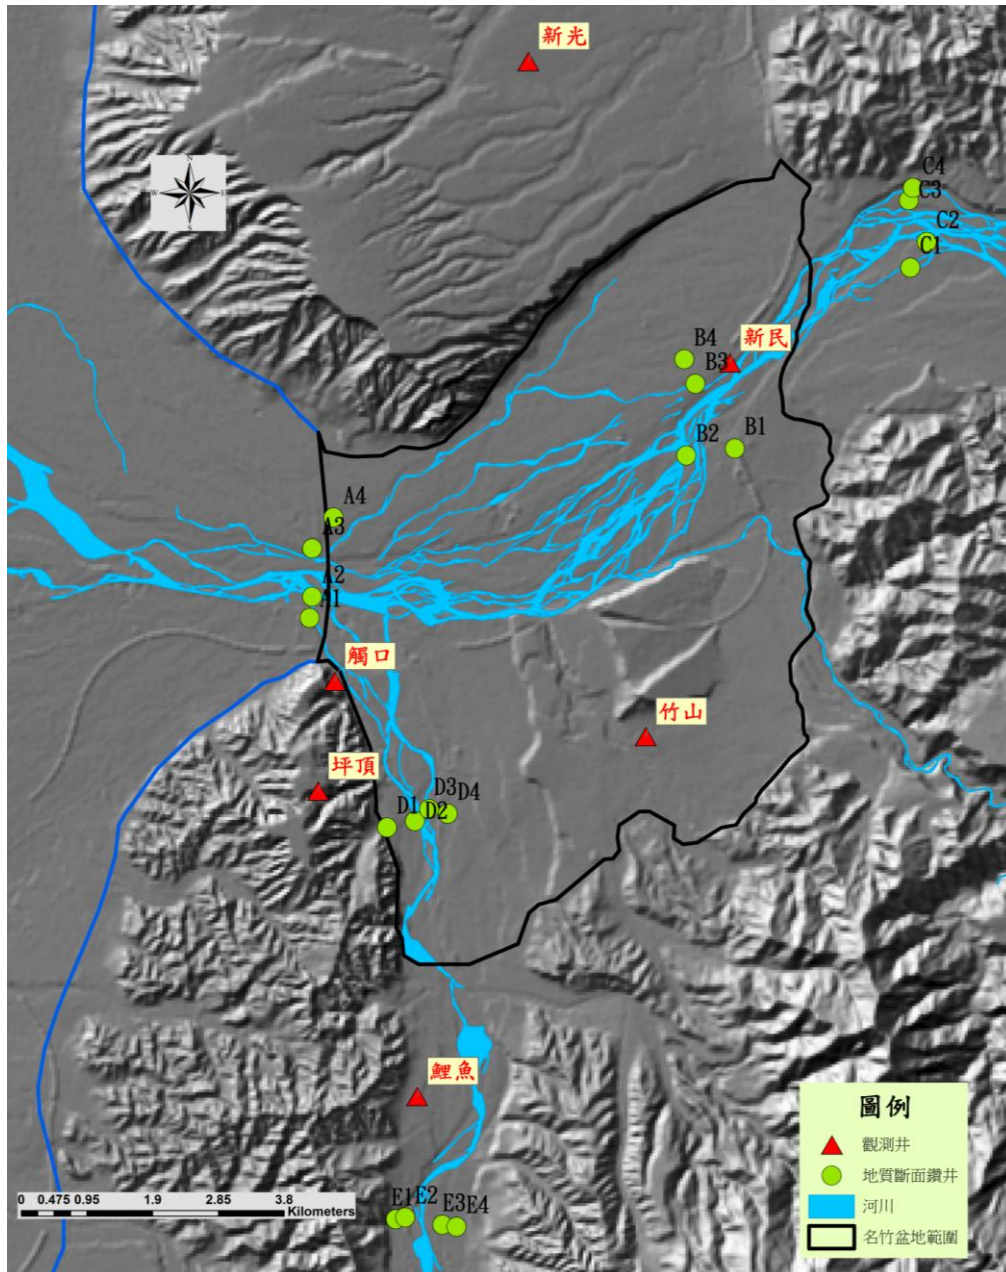 新光
N
W
E
S
C4
C3
C2
C1
新民
B4
B3
B1
B2
A4
A3
A2
A1
觸口
竹山
坪頂
D3
D4
D1
D2
鯉魚
E1
E2
E3
E4
圖例
觀測井
地質斷面鑽井
河川
名竹盆地範圍
0 0.475 0.95 1.9 2.85 3.8
Kilometers